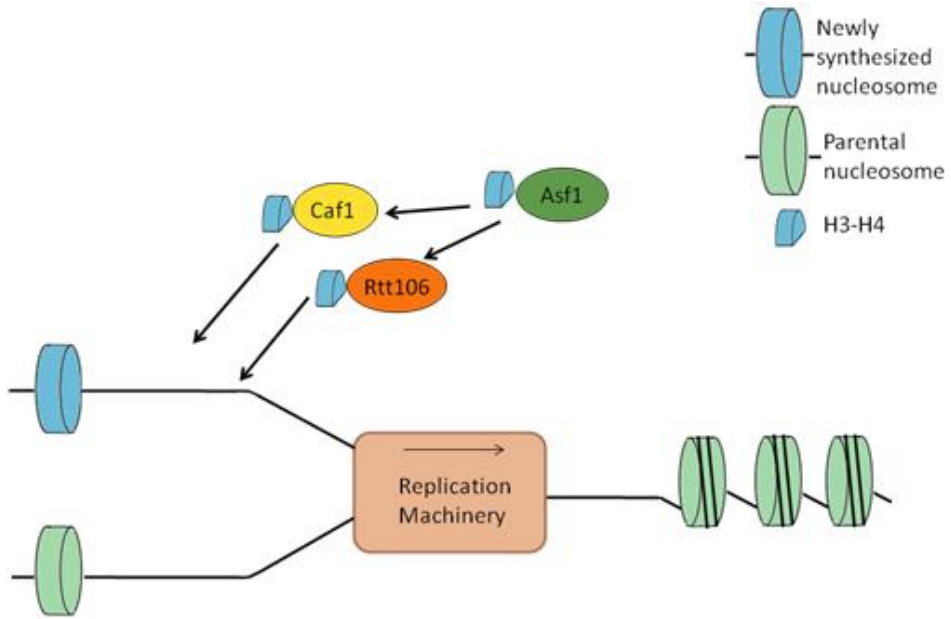 Newly
synthesized
nucleosome
Parental
nucleosome
H3-H4
Asf1
Caf1
Rtt106
Replication
Machinery